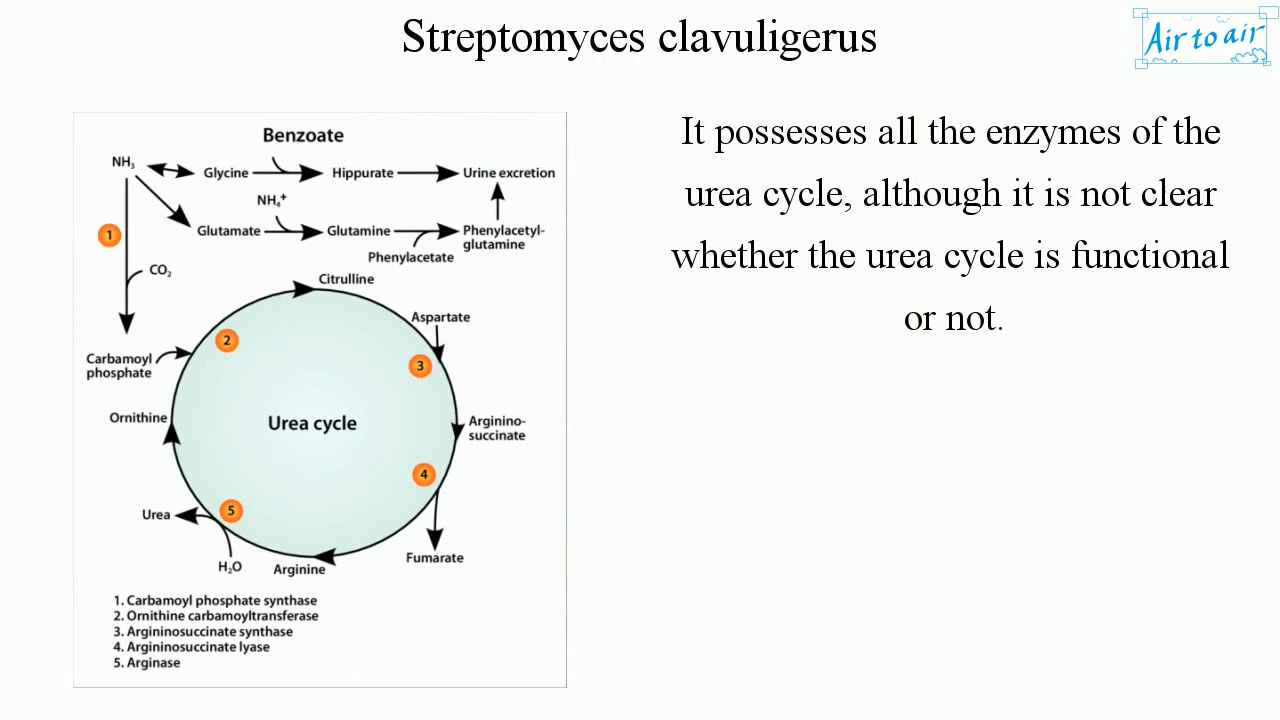 Streptomyces clavuligerus
Air to air
Benzoate
NH₃
Glycine
Hippurate
Urine excretion
NH₄⁺
Glutamate
Glutamine
Phenylacetyl-
glutamine
Phenylacetate
1
CO₂
Citrulline
Aspartate
2
3
Carbamoyl
phosphate
Ornithine
Urea cycle
Arginino-
succinate
4
5
Urea
H₂O
Arginine
Fumarate
1. Carbamoyl phosphate synthase
2. Ornithine carbamoyltransferase
3. Argininosuccinate synthase
4. Argininosuccinate lyase
5. Arginase
It possesses all the enzymes of the
urea cycle, although it is not clear
whether the urea cycle is functional
or not.